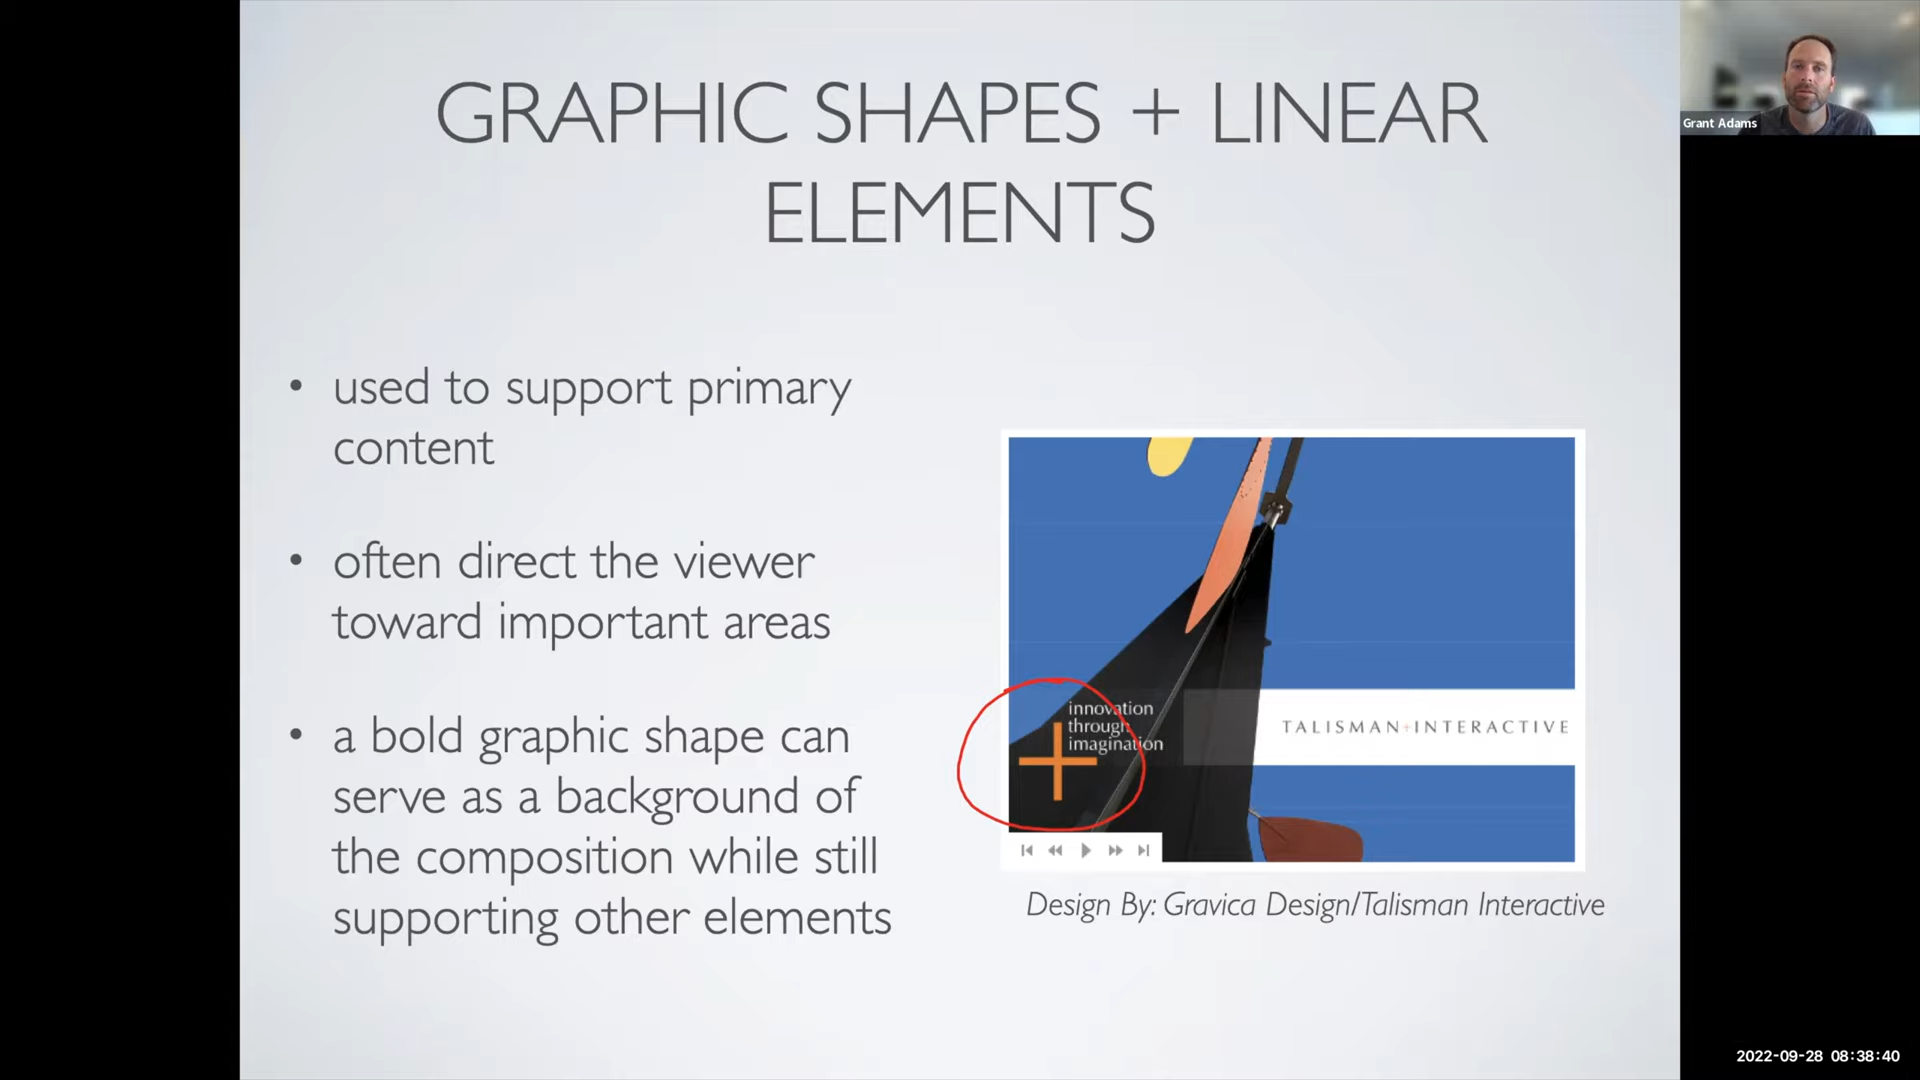 GRAPHIC SHAPES + LINEAR
ELEMENTS
Grant Adams
• used to support primary
content
• often direct the viewer
toward important areas
• a bold graphic shape can
serve as a background of
the composition while still
supporting other elements
innovation
through
imagination
TALISMAN+INTERACTIVE
Design By: Gravica Design/Talisman Interactive
2022-09-28 08:38:40